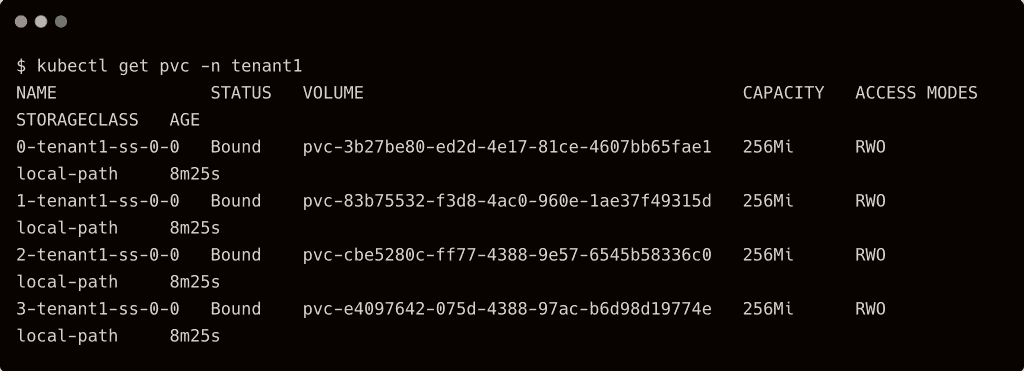 $ kubectl get pvc -n tenant1
NAME               STATUS   VOLUME                                     CAPACITY   ACCESS MODES
STORAGECLASS   AGE
0-tenant1-ss-0-0   Bound    pvc-3b27be80-ed2d-4e17-81ce-4607bb65fae1   256Mi      RWO
local-path     8m25s
1-tenant1-ss-0-0   Bound    pvc-83b75532-f3d8-4ac0-960e-1ae37f49315d   256Mi      RWO
local-path     8m25s
2-tenant1-ss-0-0   Bound    pvc-cbe5280c-ff77-4388-9e57-6545b58336c0   256Mi      RWO
local-path     8m25s
3-tenant1-ss-0-0   Bound    pvc-e4097642-075d-4388-97ac-b6d98d19774e   256Mi      RWO
local-path     8m25s